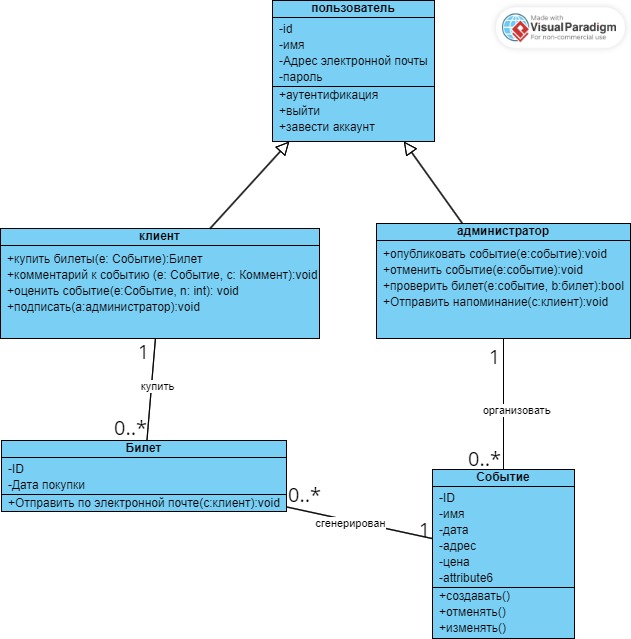 пользователь
Made with
VisualParadigm
For non-commercial use
-id
-имя
-Адрес электронной почты
-пароль
+аутентификация
+выйти
+завести аккаунт
клиент
+купить билеты(e: Событие):Билет
+комментарий к событию (e: Событие, c: Коммент):void
+оценить событие(e:Событие, n: int): void
+подписать(a:администратор):void
администратор
+опубликовать событие(e:событие):void
+отменить событие(e:событие):void
+проверить билет(e:событие, b:билет):bool
+Отправить напоминание(c:клиент):void
1
купить
0..*
1
организовать
0..*
Билет
-ID
-Дата покупки
+Отправить по электронной почте(c:клиент):void
0..*
сгенерирован
1
Событие
-ID
-имя
-дата
-адрес
-цена
-attribute6
+создавать()
+отменять()
+изменять()